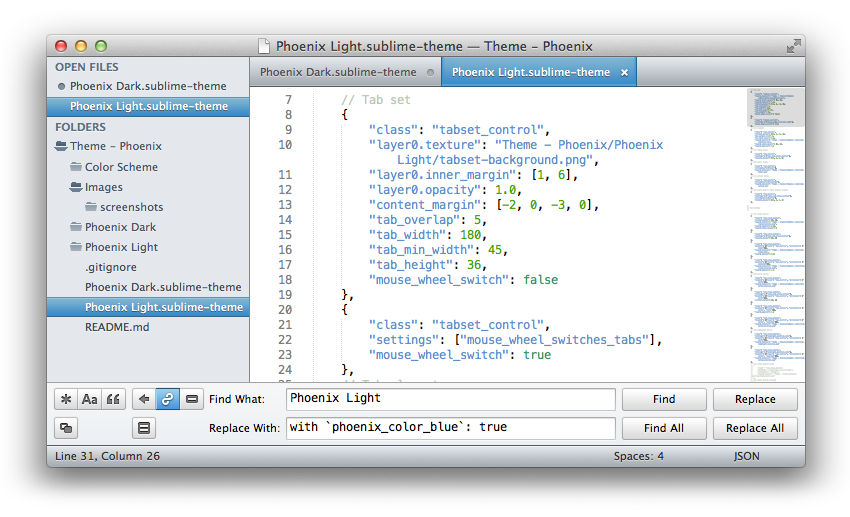 Phoenix Light.sublime-theme — Theme - Phoenix
OPEN FILES
Phoenix Dark.sublime-theme
Phoenix Light.sublime-theme
FOLDERS
Theme - Phoenix
Color Scheme
Images
screenshots
Phoenix Dark
Phoenix Light
.gitignore
Phoenix Dark.sublime-theme
Phoenix Light.sublime-theme
README.md
Phoenix Dark.sublime-theme
Phoenix Light.sublime-theme ×
7 // Tab set
8 {
9 "class": "tabset_control",
10 "layer0.texture": "Theme - Phoenix/Phoenix
Light/tabset-background.png",
11 "layer0.inner_margin": [1, 6],
12 "layer0.opacity": 1.0,
13 "content_margin": [-2, 0, -3, 0],
14 "tab_overlap": 5,
15 "tab_width": 180,
16 "tab_min_width": 45,
17 "tab_height": 36,
18 "mouse_wheel_switch": false
19 },
20 {
21 "class": "tabset_control",
22 "settings": ["mouse_wheel_switches_tabs"],
23 "mouse_wheel_switch": true
24 },
Aa Find What: Phoenix Light Find Replace
Replace With: with `phoenix_color_blue`: true Find All Replace All
Line 31, Column 26 Spaces: 4 JSON